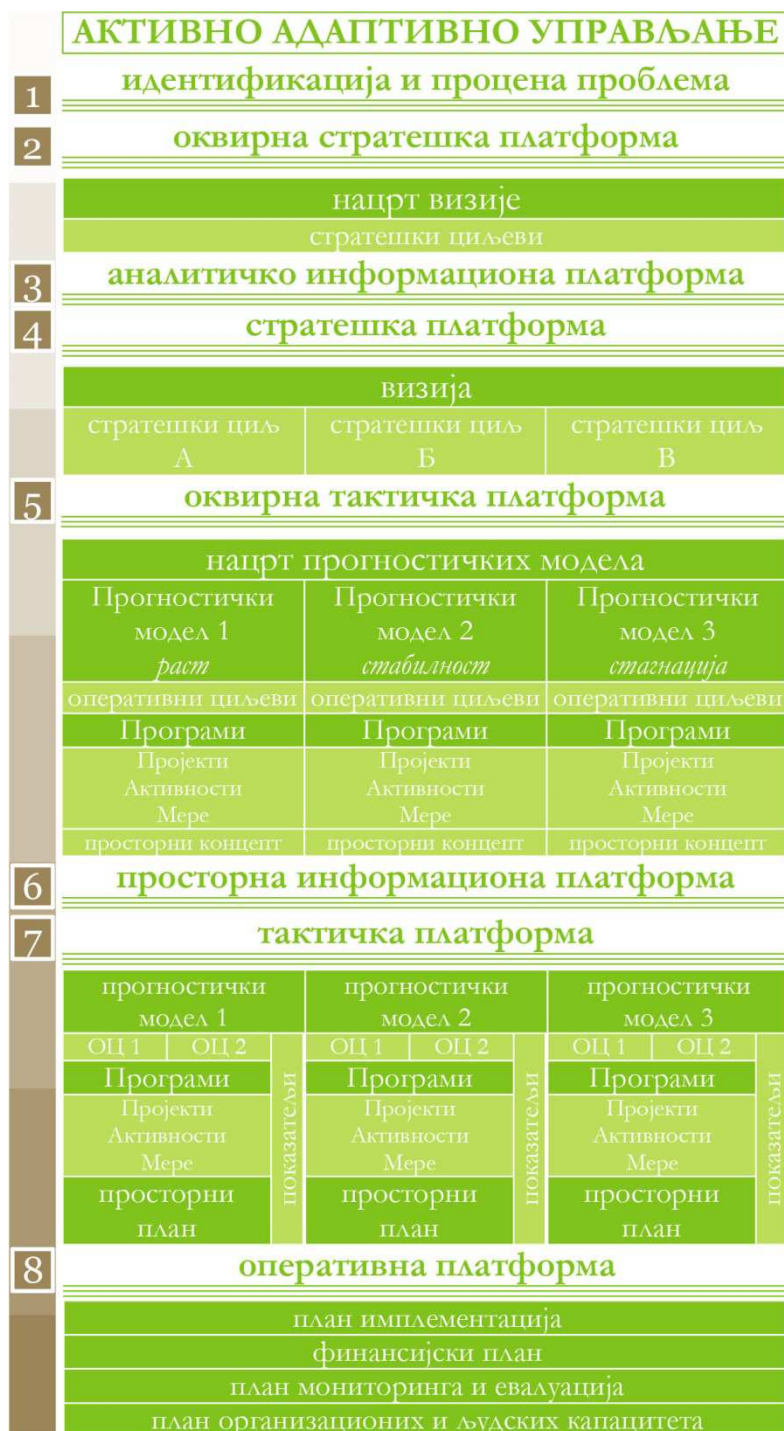 АКТИВНО АДАПТИВНО УПРАВЉАЊЕ
1 идентификација и процена проблема
2 оквирна стратешка платформа
нацрт визије
стратешки циљеви
3 аналитичко информациона платформа
4 стратешка платформа
визија
стратешки циљ А
стратешки циљ Б
стратешки циљ В
5 оквирна тактичка платформа
нацрт прогностичких модела
Прогностички Прогностички Прогностички
модел 1 модел 2 модел 3
раст стабилност стагнација
оперативни циљеви оперативни циљеви оперативни циљеви
Програми Програми Програми
Пројекти Пројекти Пројекти
Активности Активности Активности
Мере Мере Мере
просторни концепт просторни концепт просторни концепт
6 просторна информациона платформа
7 тактичка платформа
прогностички прогностички прогностички
модел 1 модел 2 модел 3
ОЦ 1 ОЦ 2 ОЦ 1 ОЦ 2 ОЦ 1 ОЦ 2
Програми Програми Програми
Пројекти Пројекти Пројекти
Активности Активности Активности
Мере Мере Мере
просторни просторни просторни
план план план
показатељи показатељи показатељи
8 оперативна платформа
план имплементација
финансијски план
план мониторинга и евалуација
план организационих и људских капацитета